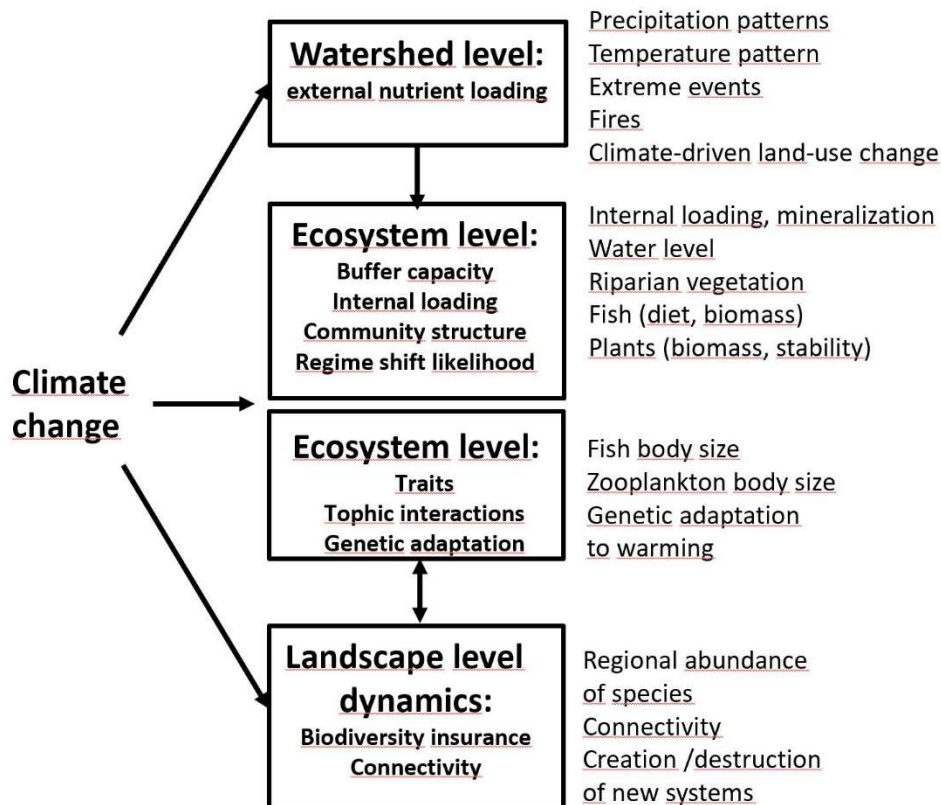 Watershed level:
external nutrient loading
Precipitation patterns
Temperature pattern
Extreme events
Fires
Climate-driven land-use change
Climate
change
Ecosystem level:
Buffer capacity
Internal loading
Community structure
Regime shift likelihood
Internal loading, mineralization
Water level
Riparian vegetation
Fish (diet, biomass)
Plants (biomass, stability)
Ecosystem level:
Traits
Tophic interactions
Genetic adaptation
Fish body size
Zooplankton body size
Genetic adaptation
to warming
Landscape level
dynamics:
Biodiversity insurance
Connectivity
Regional abundance
of species
Connectivity
Creation /destruction
of new systems